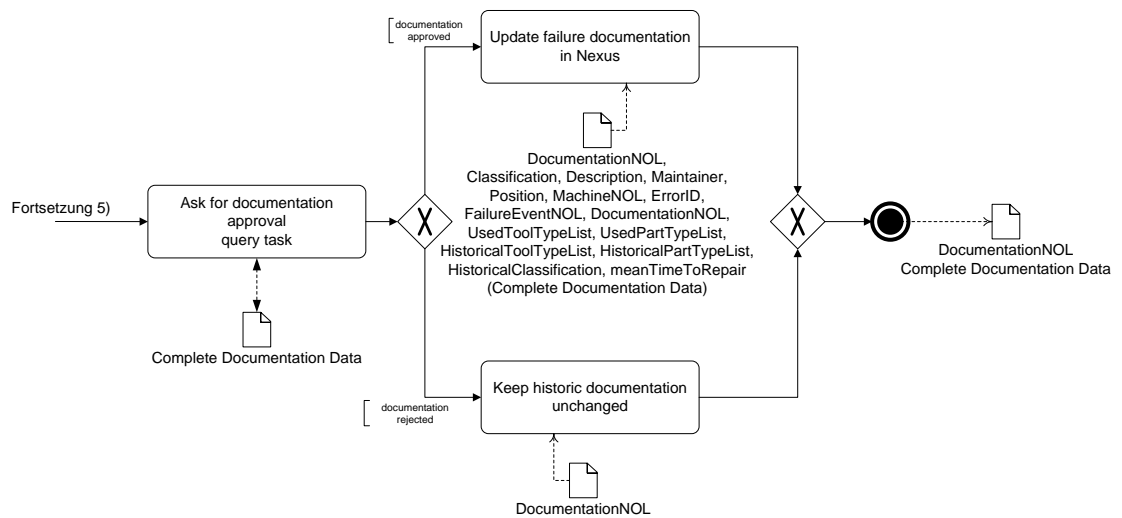 documentation
approved
Update failure documentation
in Nexus
DocumentationNOL,
Classification, Description, Maintainer,
Position, MachineNOL, ErrorID,
FailureEventNOL, DocumentationNOL,
UsedToolTypeList, UsedPartTypeList,
HistoricalToolTypeList, HistoricalPartTypeList,
HistoricalClassification, meanTimeToRepair
(Complete Documentation Data)
Fortsetzung 5)
Ask for documentation
approval
query task
Complete Documentation Data
X
X
DocumentationNOL
Complete Documentation Data
documentation
rejected
Keep historic documentation
unchanged
DocumentationNOL